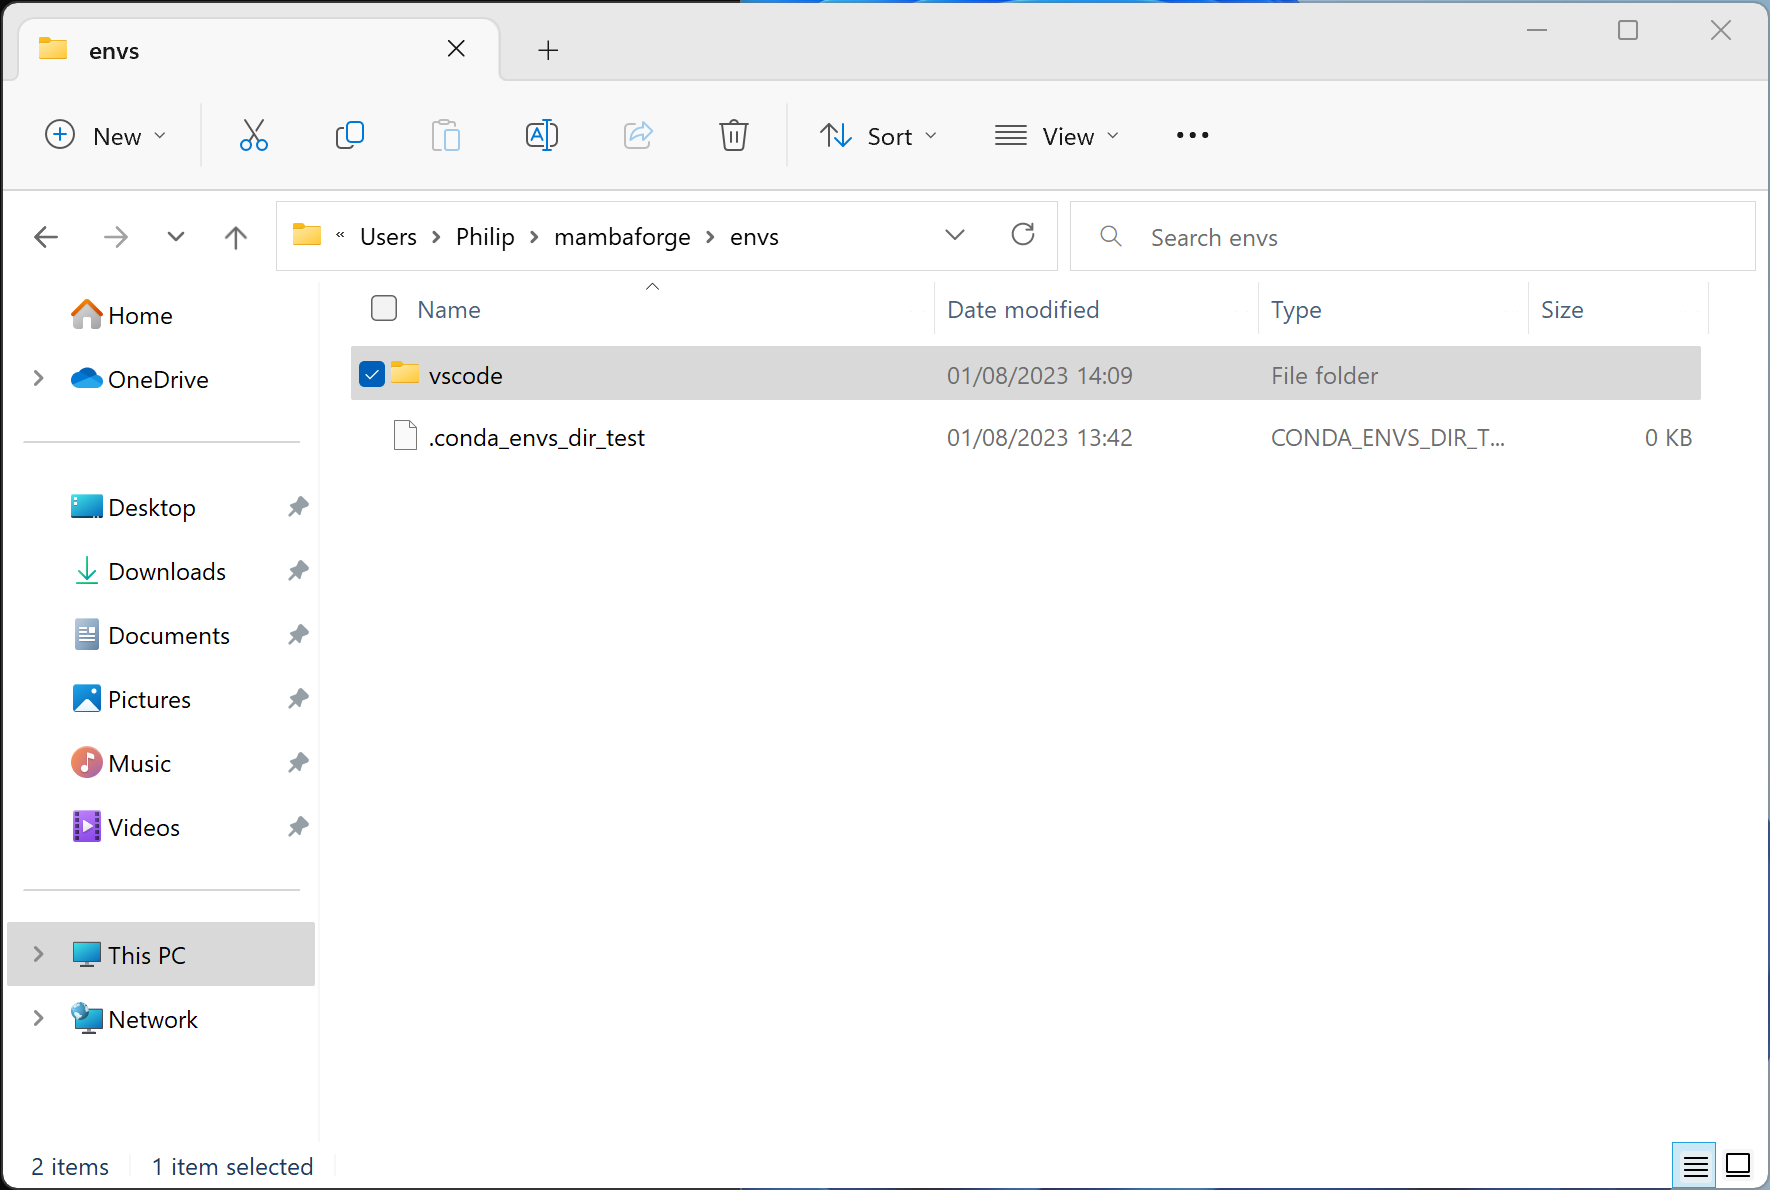 envs
New
Sort
View
« Users > Philip > mambaforge > envs
Search envs
Name Date modified Type Size
vscode 01/08/2023 14:09 File folder
.conda_envs_dir_test 01/08/2023 13:42 CONDA_ENVS_DIR_T... 0 KB
Home
OneDrive
Desktop
Downloads
Documents
Pictures
Music
Videos
This PC
Network
2 items 1 item selected